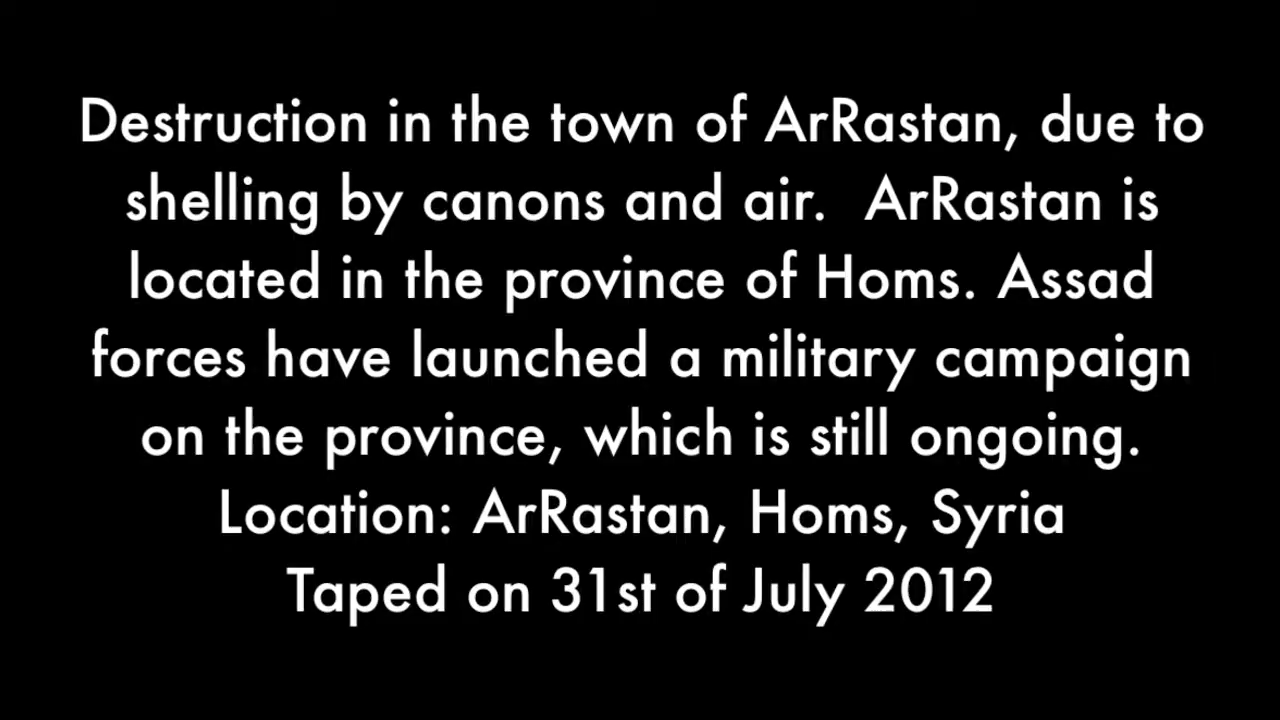 Destruction in the town of ArRastan, due to
shelling by canons and air.  ArRastan is
located in the province of Homs. Assad
forces have launched a military campaign
on the province, which is still ongoing.
Location: ArRastan, Homs, Syria
Taped on 31st of July 2012